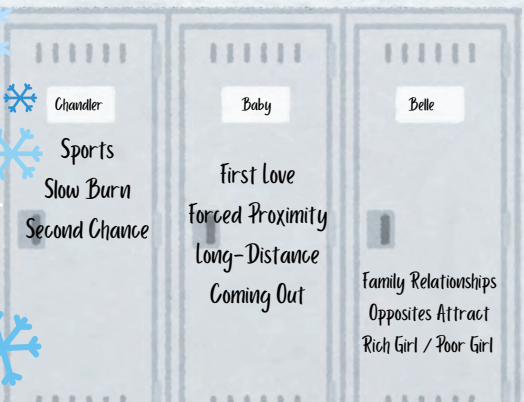 Chandler
Sports
Slow Burn
Second Chance
Baby
First Love
Forced Proximity
Long-Distance
Coming Out
Belle
Family Relationships
Opposites Attract
Rich Girl / Poor Girl